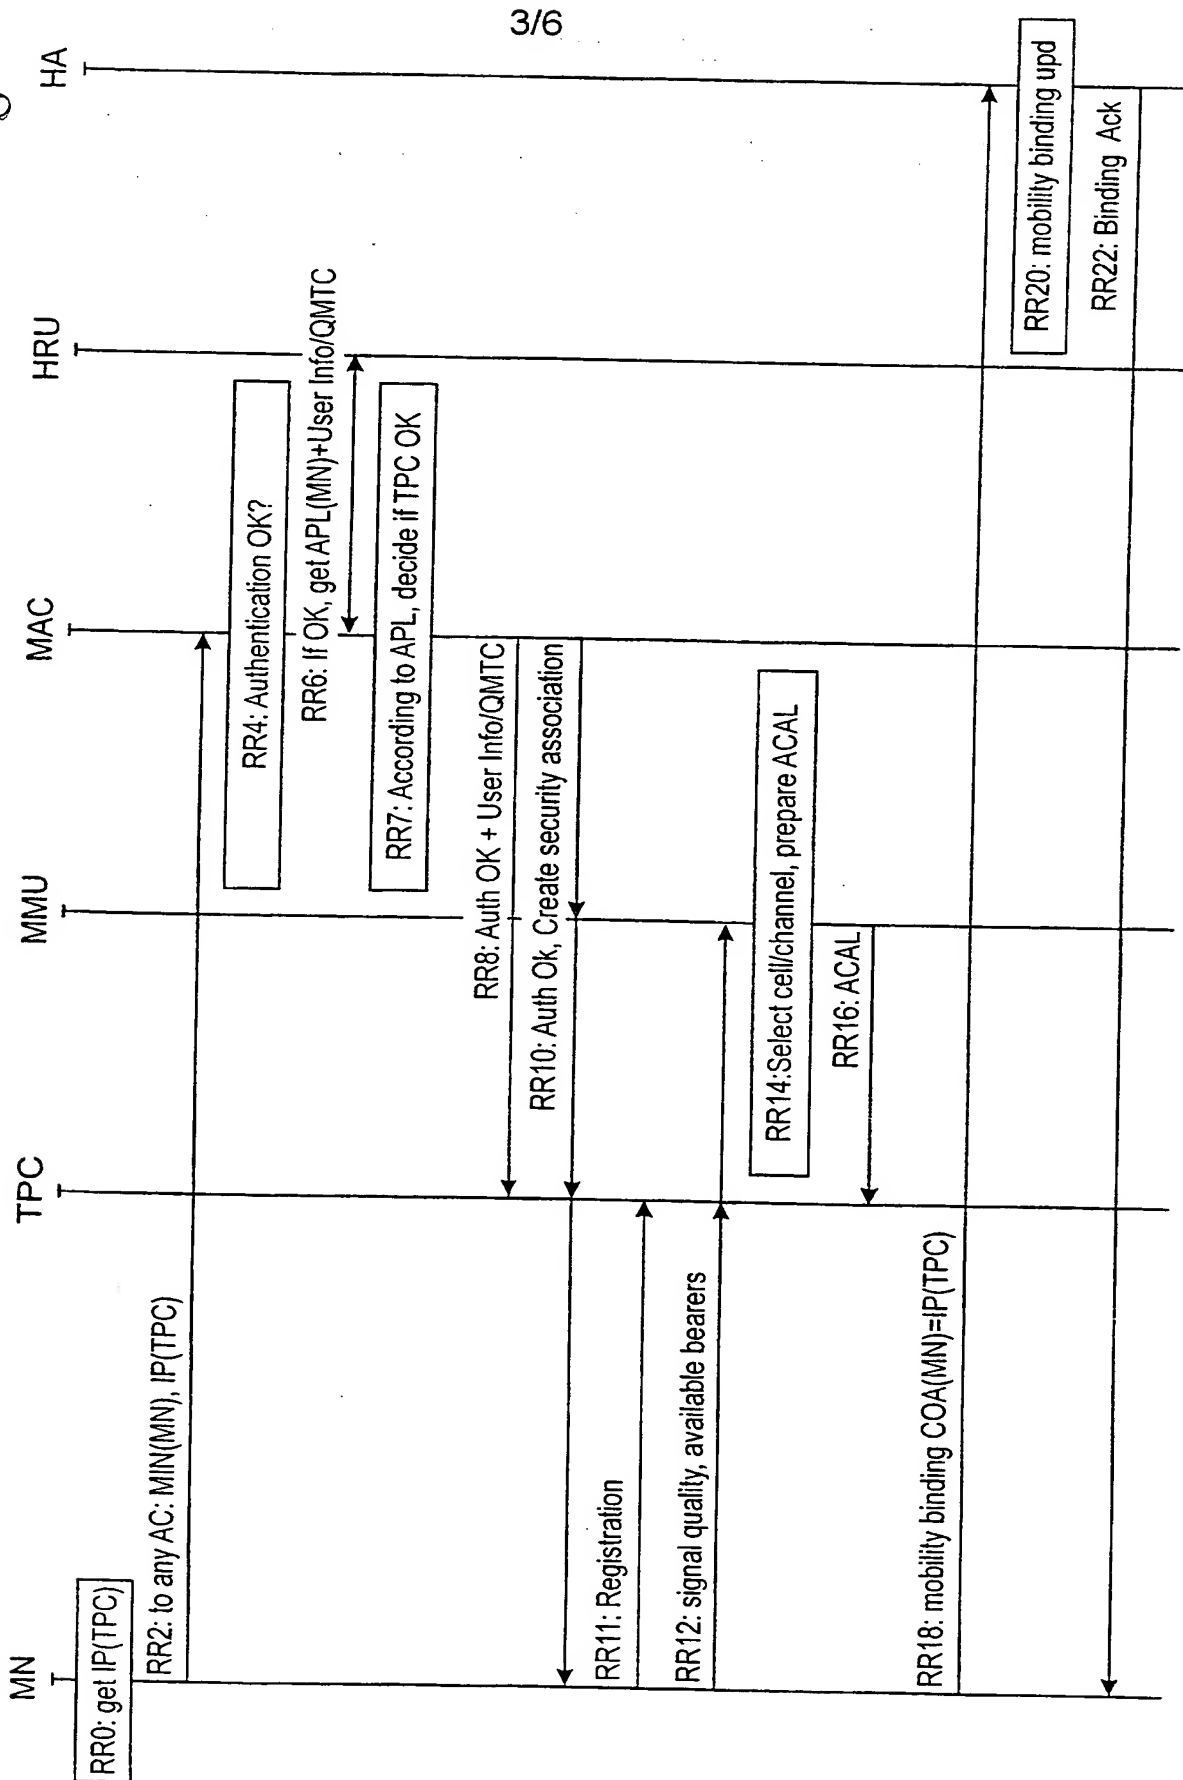 3/6
MN
TPC
MMU
MAC
HRU
HA
RR0: get IP(TPC)
RR2: to any AC: MIN(MN), IP(TPC)
RR4: Authentication OK?
RR6: If OK, get APL(MN)+User Info/QMTC
RR7: According to APL, decide if TPC OK
RR8: Auth OK + User Info/QMTC
RR10: Auth Ok, Create security association
RR11: Registration
RR12: signal quality, available bearers
RR14:Select cell/channel, prepare ACAL
RR16: ACAL
RR18: mobility binding COA(MN)=IP(TPC)
RR20: mobility binding upd
RR22: Binding Ack